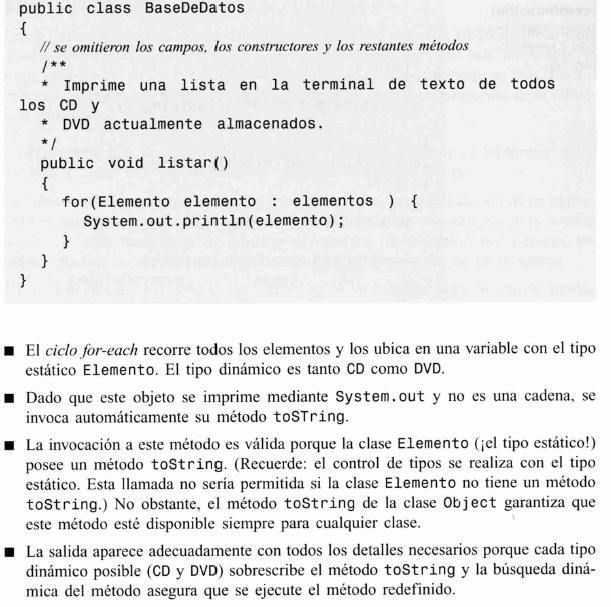 public class BaseDeDatos
{
// se omitieron los campos, los constructores y los restantes métodos
/**
* Imprime una lista en la terminal de texto de todos
los CD y
* DVD actualmente almacenados.
*/
public void listar()
{
for(Elemento elemento : elementos ) {
System.out.println(elemento);
}
}
}
■ El ciclo for-each recorre todos los elementos y los ubica en una variable con el tipo
estático Elemento. El tipo dinámico es tanto CD como DVD.
■ Dado que este objeto se imprime mediante System.out y no es una cadena, se
invoca automáticamente su método toSTring.
■ La invocación a este método es válida porque la clase Elemento (¡el tipo estático!)
posee un método toString. (Recuerde: el control de tipos se realiza con el tipo
estático. Esta llamada no sería permitida si la clase Elemento no tiene un método
toString.) No obstante, el método toString de la clase Object garantiza que
este método esté disponible siempre para cualquier clase.
■ La salida aparece adecuadamente con todos los detalles necesarios porque cada tipo
dinámico posible (CD y DVD) sobrescribe el método toString y la búsqueda diná-
mica del método asegura que se ejecute el método redefinido.